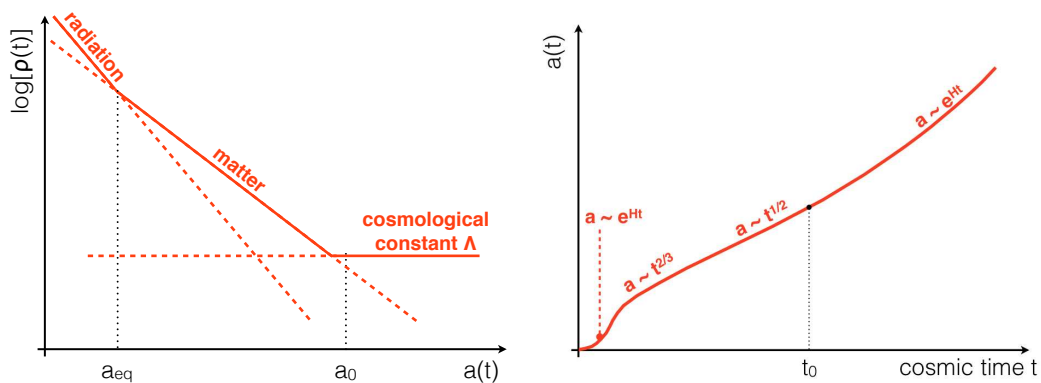 log[ρ(t)]
radiation
matter
cosmological
constant Λ
aeq
a0
a(t)
a(t)
a ~ eHt
a ~ t2/3
a ~ t1/2
a ~ eHt
t0
cosmic time t